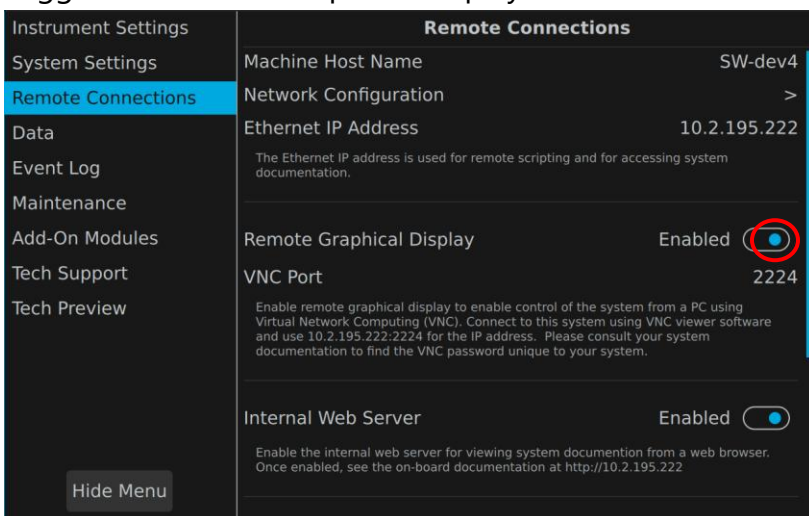 Instrument Settings
System Settings
Remote Connections
Data
Event Log
Maintenance
Add-On Modules
Tech Support
Tech Preview
Hide Menu
Remote Connections
Machine Host Name SW-dev4
Network Configuration >
Ethernet IP Address 10.2.195.222
The Ethernet IP address is used for remote scripting and for accessing system
documentation.
Remote Graphical Display Enabled
VNC Port 2224
Enable remote graphical display to enable control of the system from a PC using
Virtual Network Computing (VNC). Connect to this system using VNC viewer software
and use 10.2.195.222:2224 for the IP address. Please consult your system
documentation to find the VNC password unique to your system.
Internal Web Server Enabled
Enable the internal web server for viewing system documention from a web browser.
Once enabled, see the on-board documentation at http://10.2.195.222